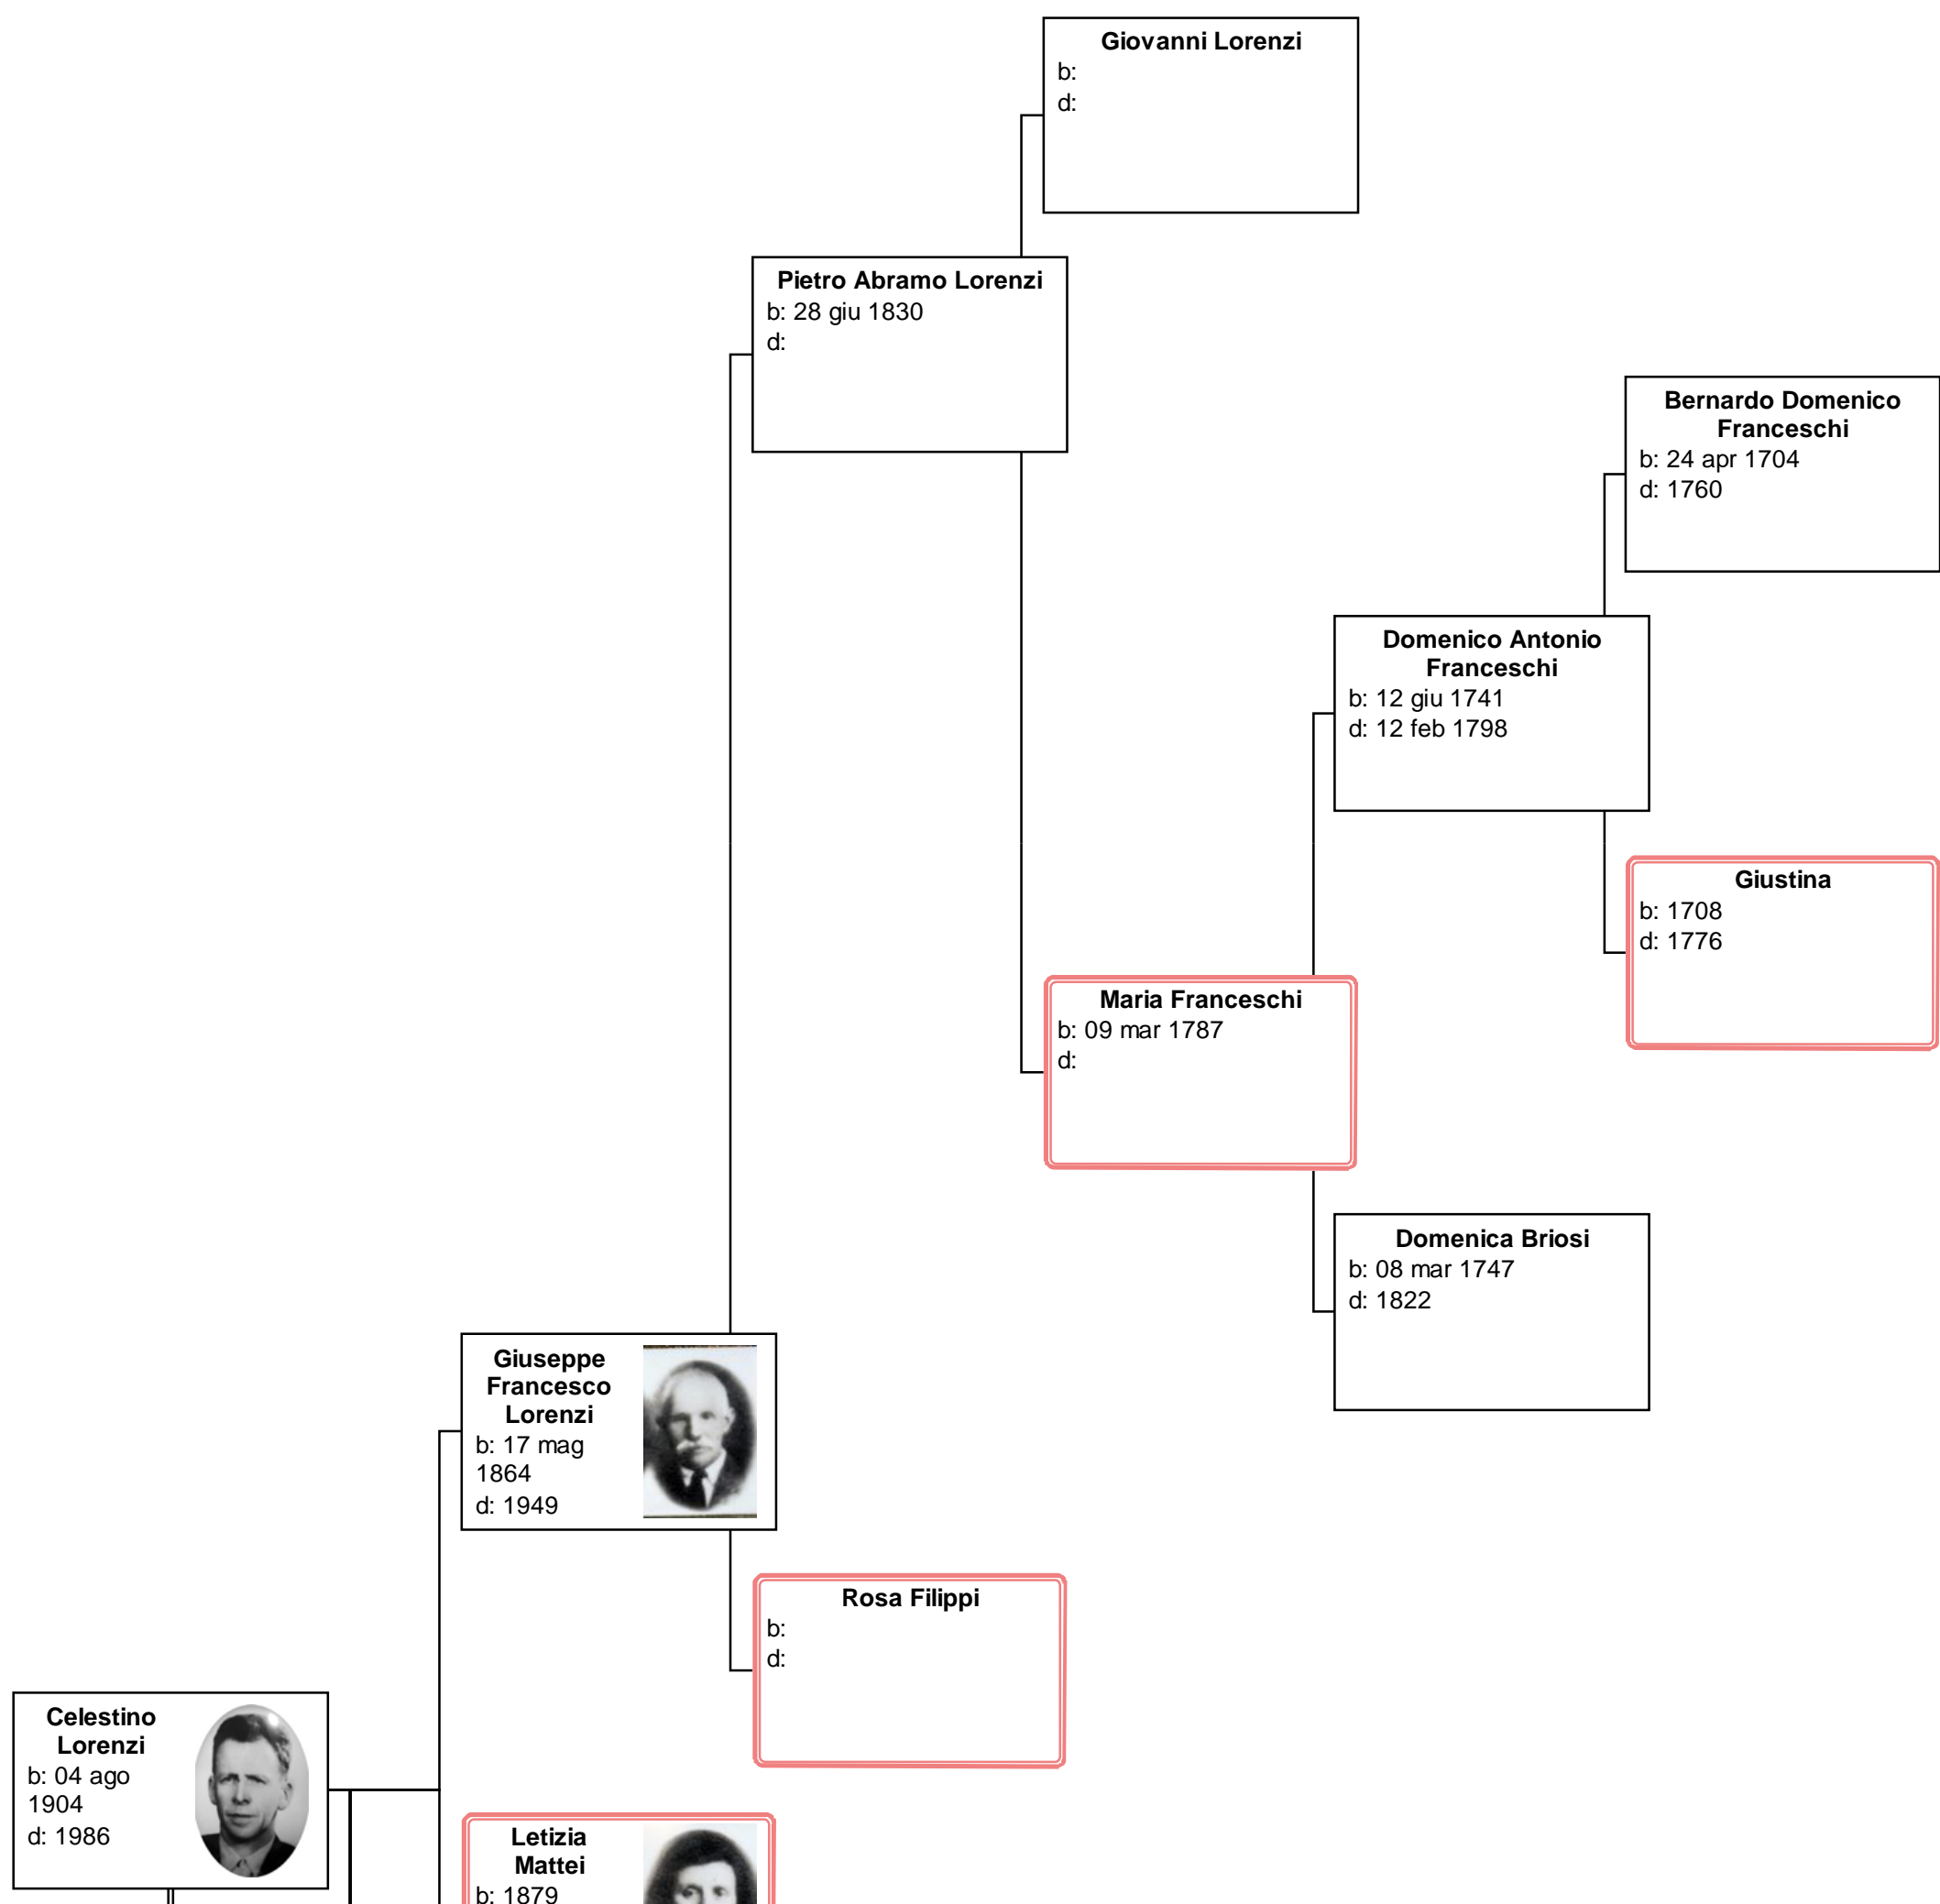 Giovanni Lorenzi
b:
d:
Pietro Abramo Lorenzi
b: 28 giu 1830
d:
Bernardo Domenico
Franceschi
b: 24 apr 1704
d: 1760
Domenico Antonio
Franceschi
b: 12 giu 1741
d: 12 feb 1798
Giustina
b: 1708
d: 1776
Maria Franceschi
b: 09 mar 1787
d:
Domenica Briosi
b: 08 mar 1747
d: 1822
Giuseppe
Francesco
Lorenzi
b: 17 mag
1864
d: 1949
Rosa Filippi
b:
d:
Celestino
Lorenzi
b: 04 ago
1904
d: 1986
Letizia
Mattei
b: 1879